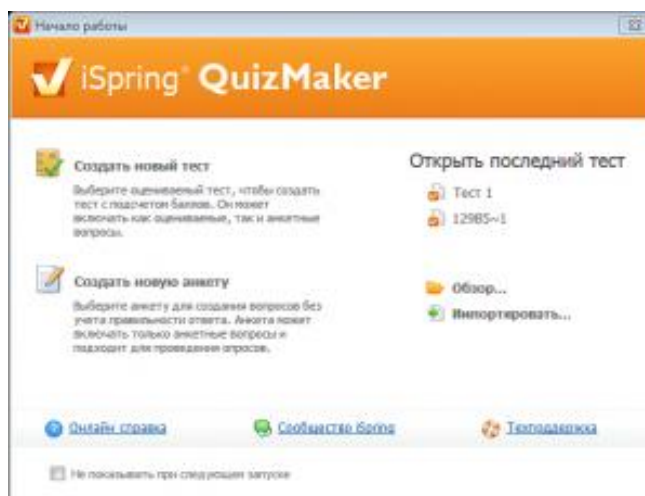 Начало работы
iSpring® QuizMaker
Создать новый тест
Выберите оцениваемый тест, чтобы создать
тест с подсчетом баллов. Он может
включать как оцениваемые, так и анкетные
вопросы.
Создать новую анкету
Выберите анкету для создания вопросов без
учета правильности ответа. Анкета может
включать только анкетные вопросы и
подходит для проведения опросов.
Открыть последний тест
Тест 1
12985~1
Обзор...
Импортировать...
Онлайн справка
Сообщество iSpring
Техподдержка
Не показывать при следующем запуске